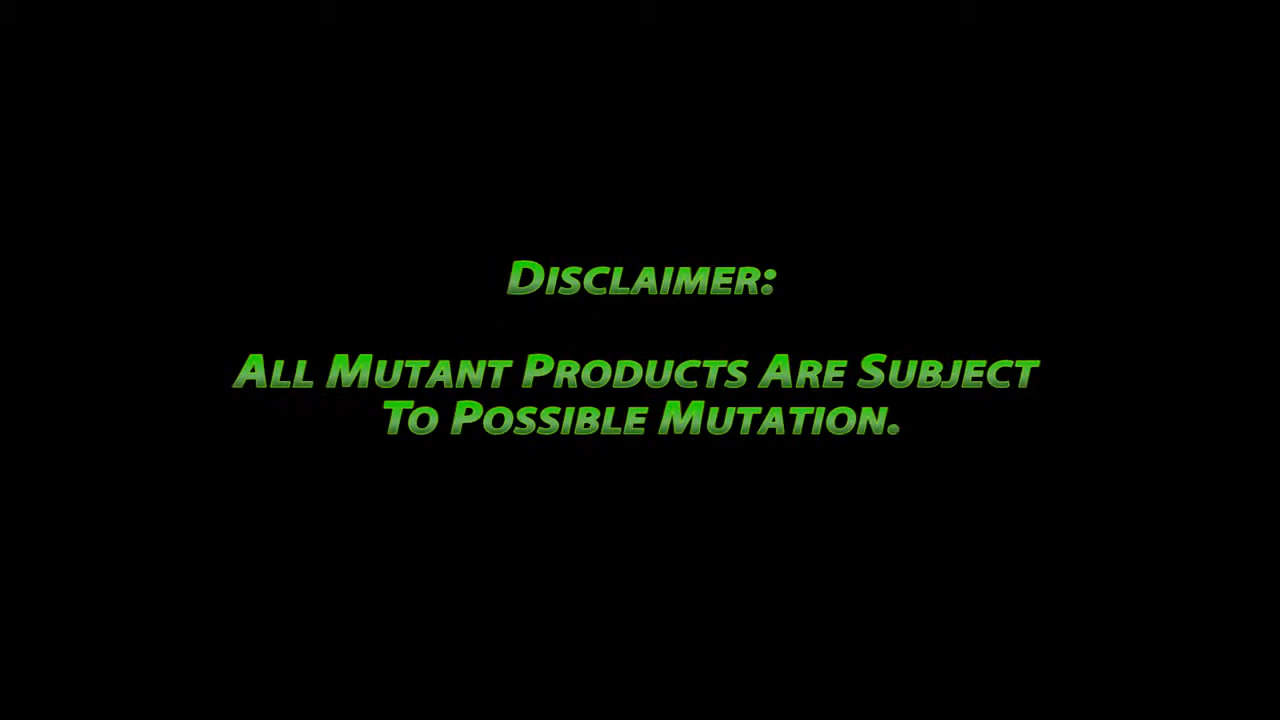 Disclaimer:
All Mutant Products Are Subject
To Possible Mutation.